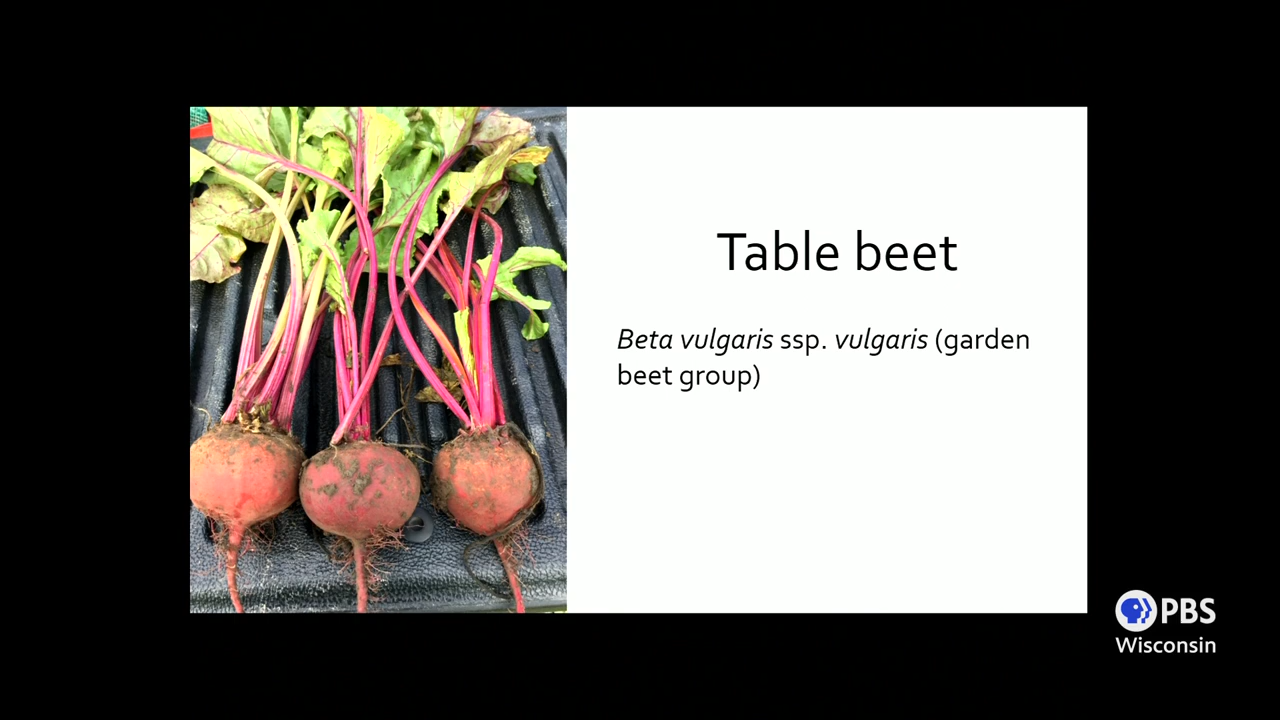 Table beet
Beta vulgaris ssp. vulgaris (garden
beet group)
PBS
Wisconsin